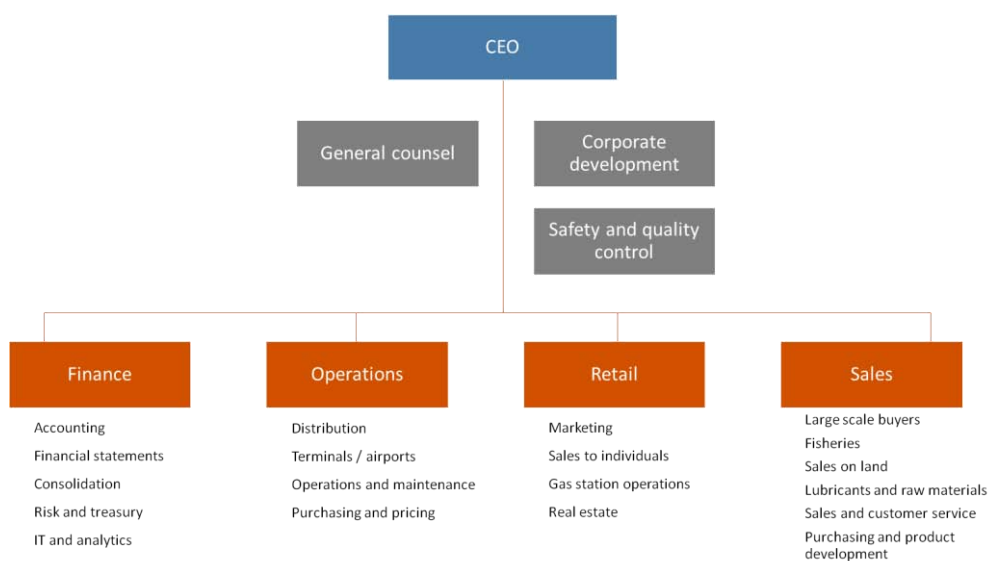 CEO
General counsel
Corporate
development
Safety and quality
control
Finance
Accounting
Financial statements
Consolidation
Risk and treasury
IT and analytics
Operations
Distribution
Terminals / airports
Operations and maintenance
Purchasing and pricing
Retail
Marketing
Sales to individuals
Gas station operations
Real estate
Sales
Large scale buyers
Fisheries
Sales on land
Lubricants and raw materials
Sales and customer service
Purchasing and product
development